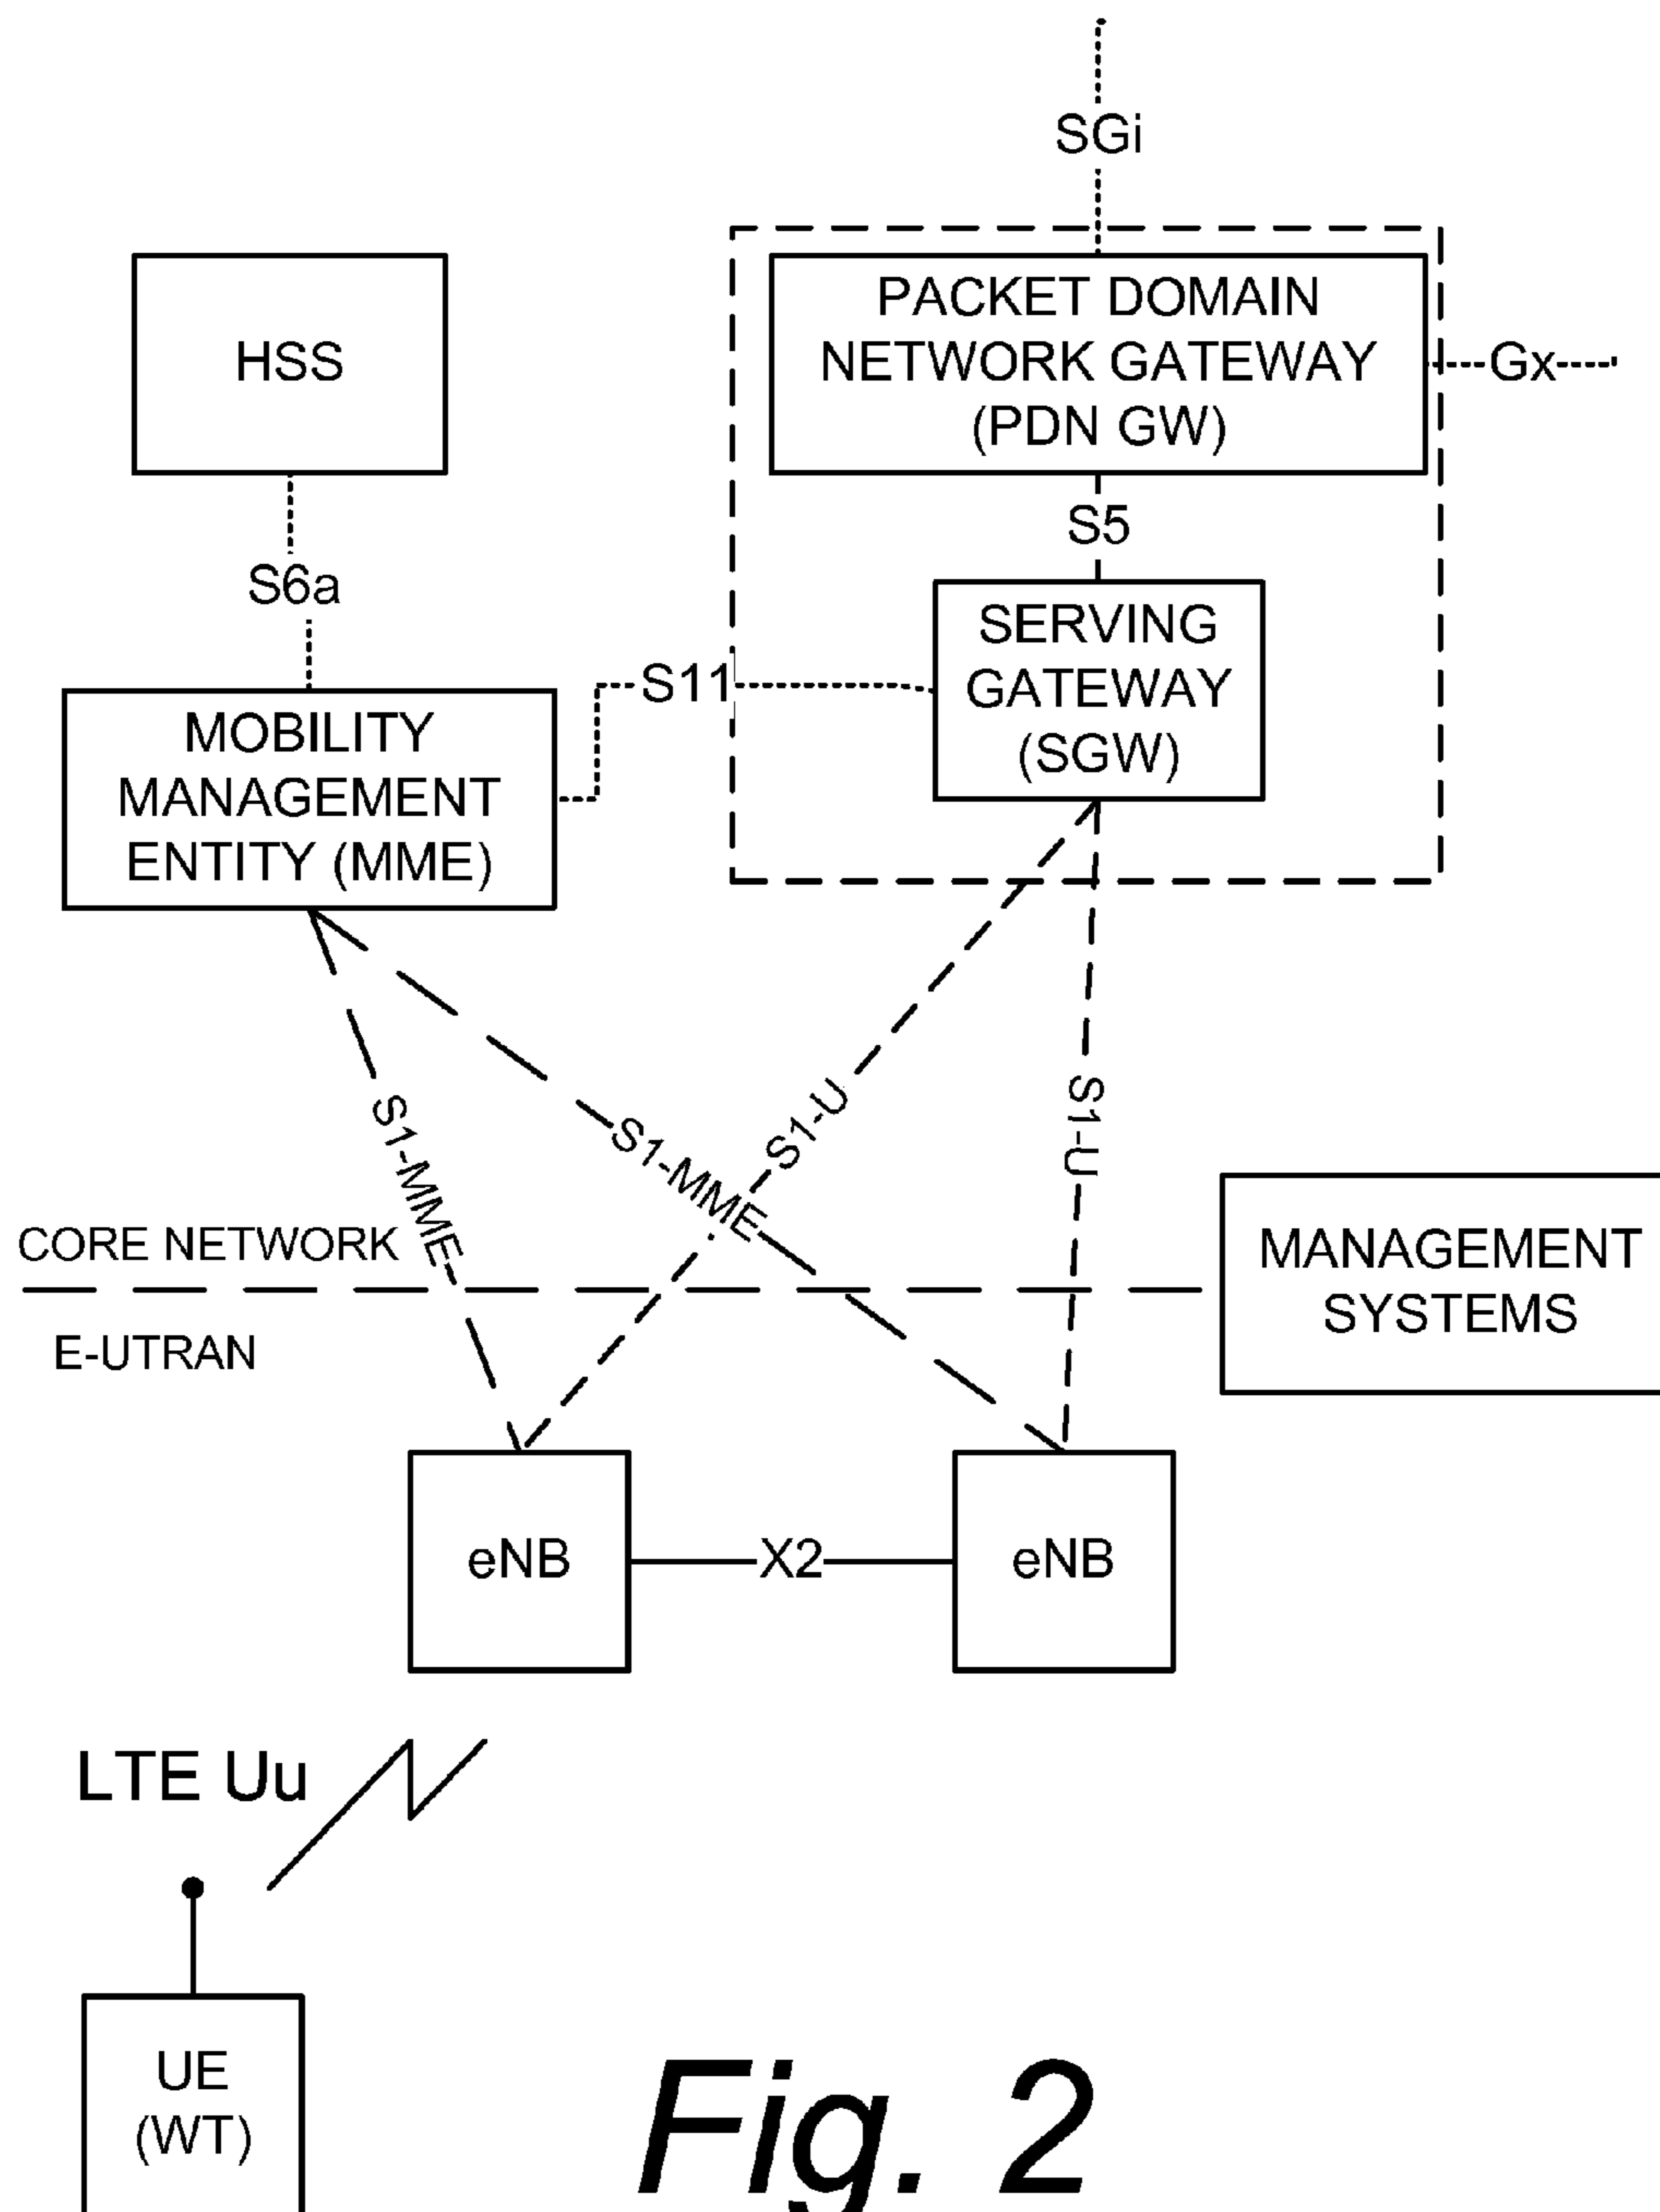 SGi
HSS
PACKET DOMAIN
NETWORK GATEWAY
(PDN GW)
Gx
S5
S6a
SERVING
GATEWAY
(SGW)
S11
MOBILITY
MANAGEMENT
ENTITY (MME)
S1-MME
S1-MME
S1-U
S1-U
CORE NETWORK
MANAGEMENT
SYSTEMS
E-UTRAN
eNB
X2
eNB
LTE Uu
UE
(WT)
Fig. 2